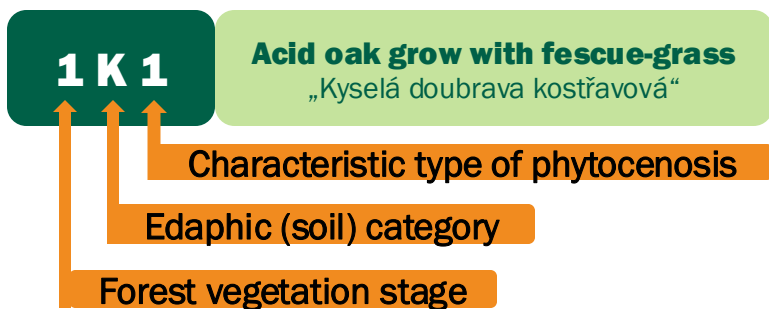 1 K 1
Acid oak grow with fescue-grass
„Kyselá doubrava kostřavová“
Characteristic type of phytocenosis
Edaphic (soil) category
Forest vegetation stage